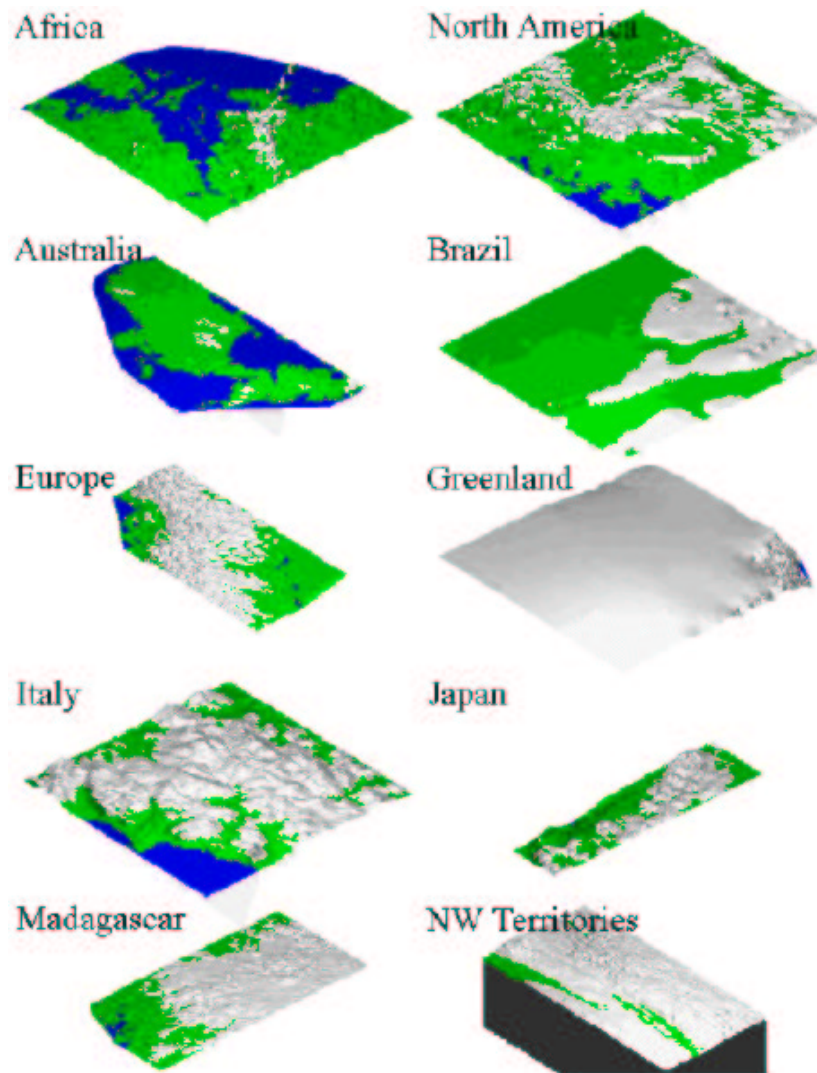 Africa
North America
Australia
Brazil
Europe
Greenland
Italy
Japan
Madagascar
NW Territories